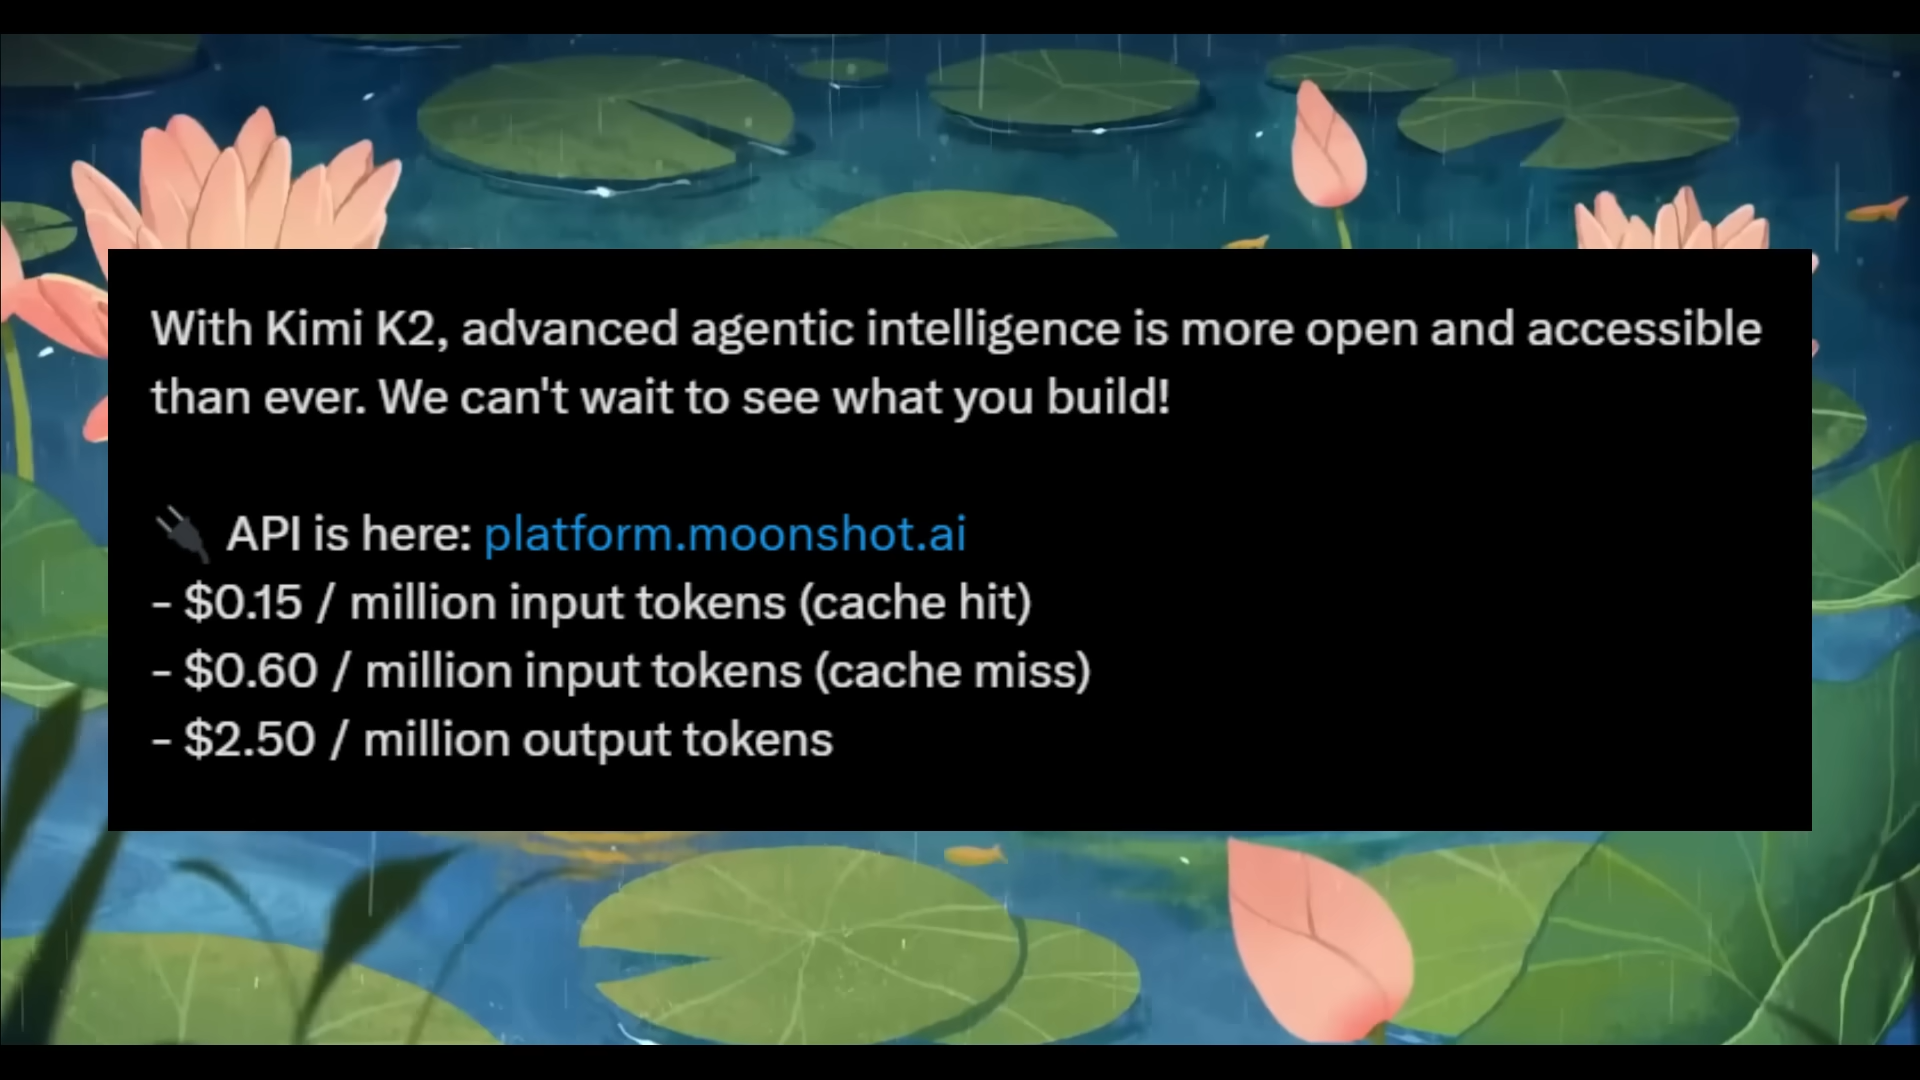 With Kimi K2, advanced agentic intelligence is more open and accessible
than ever. We can't wait to see what you build!
🔌 API is here: platform.moonshot.ai
- $0.15 / million input tokens (cache hit)
- $0.60 / million input tokens (cache miss)
- $2.50 / million output tokens